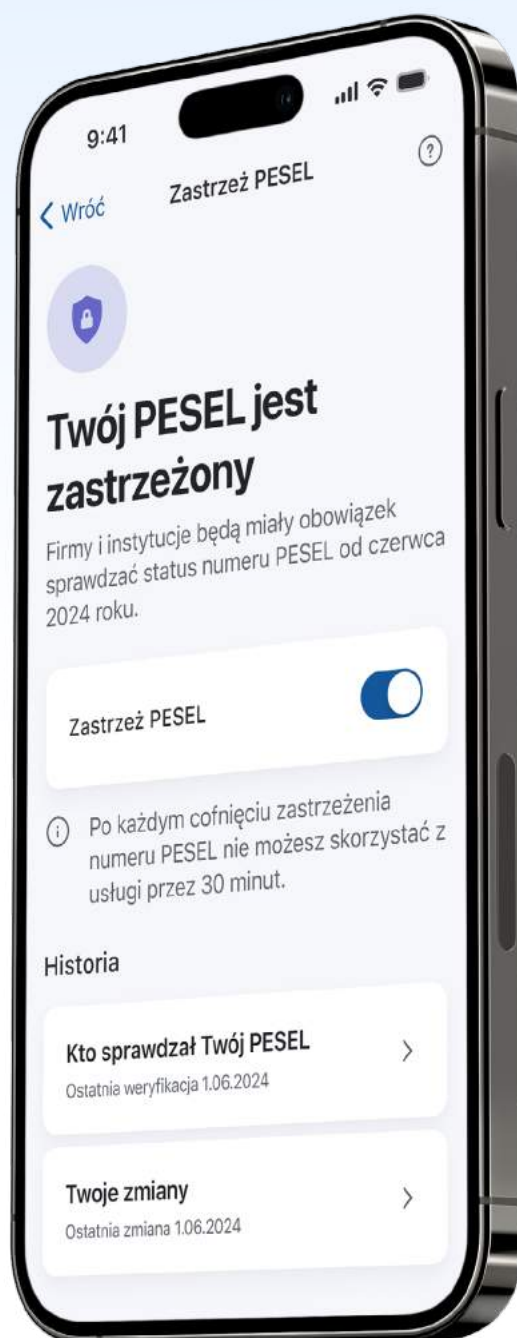 9:41
Wróć
Zastrzeż PESEL
?
Twój PESEL jest
zastrzeżony
Firmy i instytucje będą miały obowiązek
sprawdzać status numeru PESEL od czerwca
2024 roku.
Zastrzeż PESEL
i
Po każdym cofnięciu zastrzeżenia
numeru PESEL nie możesz skorzystać z
usługi przez 30 minut.
Historia
Kto sprawdzał Twój PESEL
Ostatnia weryfikacja 1.06.2024
Twoje zmiany
Ostatnia zmiana 1.06.2024